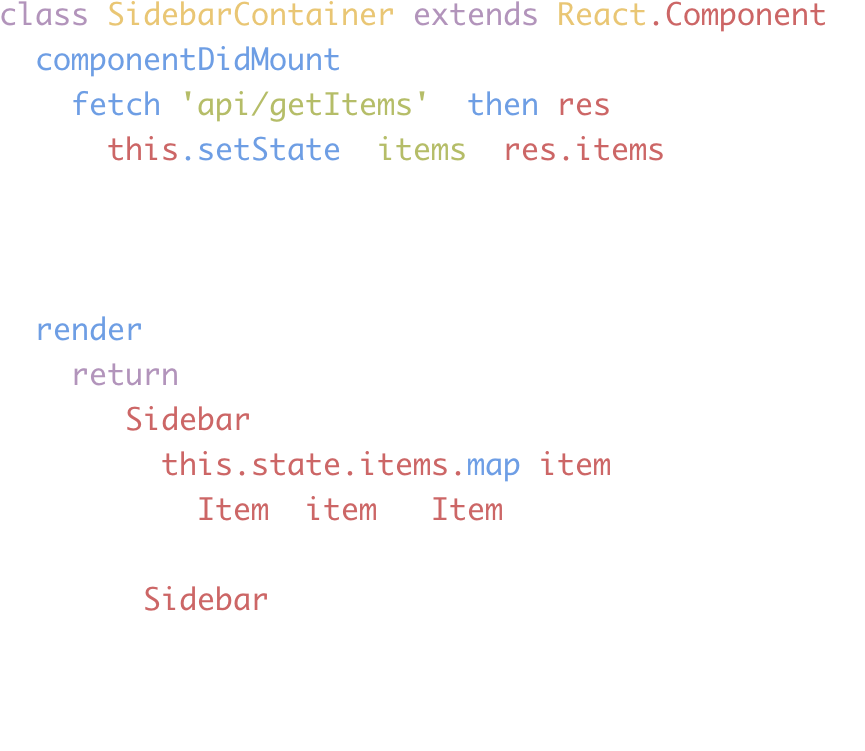 class SidebarContainer extends React.Component
componentDidMount
fetch 'api/getItems' then res
this.setState items res.items
render
return
Sidebar
this.state.items.map item
Item item Item
Sidebar